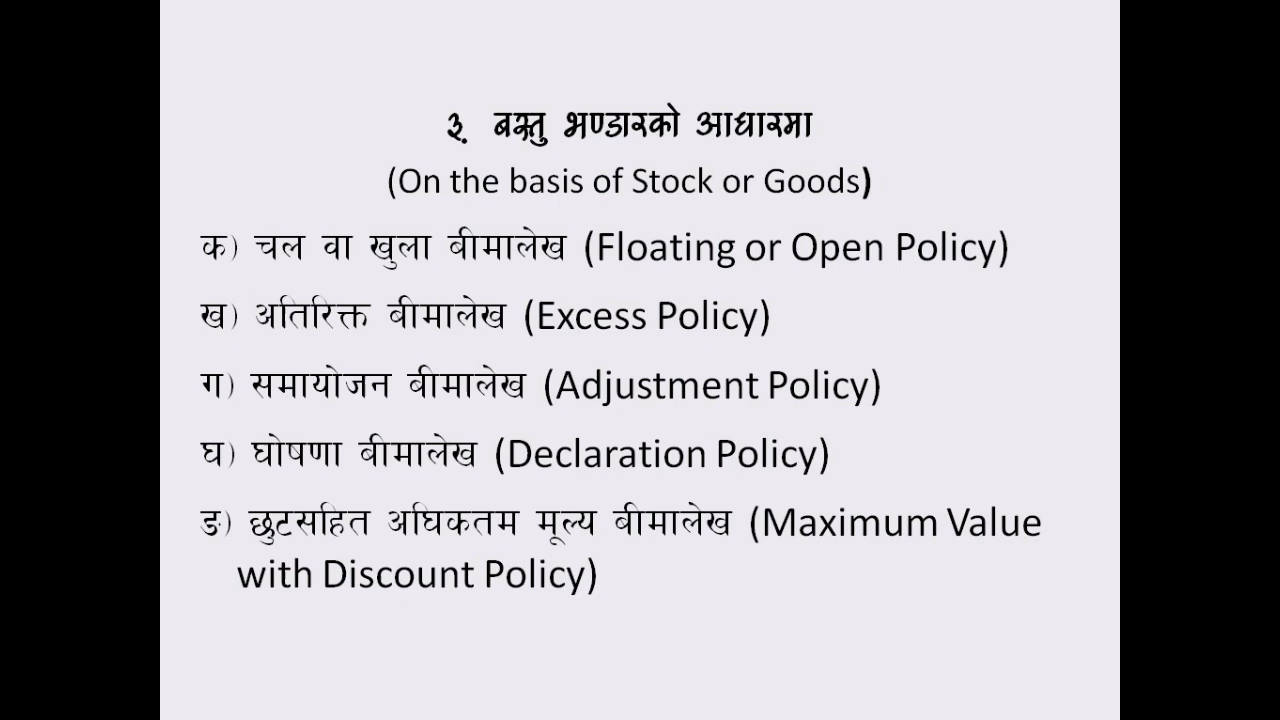 ३. बस्तु भण्डारको आधारमा
(On the basis of Stock or Goods)
क) चल वा खुला बीमालेख (Floating or Open Policy)
ख) अतिरिक्त बीमालेख (Excess Policy)
ग) समायोजन बीमालेख (Adjustment Policy)
घ) घोषणा बीमालेख (Declaration Policy)
ङ) छुटसहित अधिकतम मूल्य बीमालेख (Maximum Value
with Discount Policy)